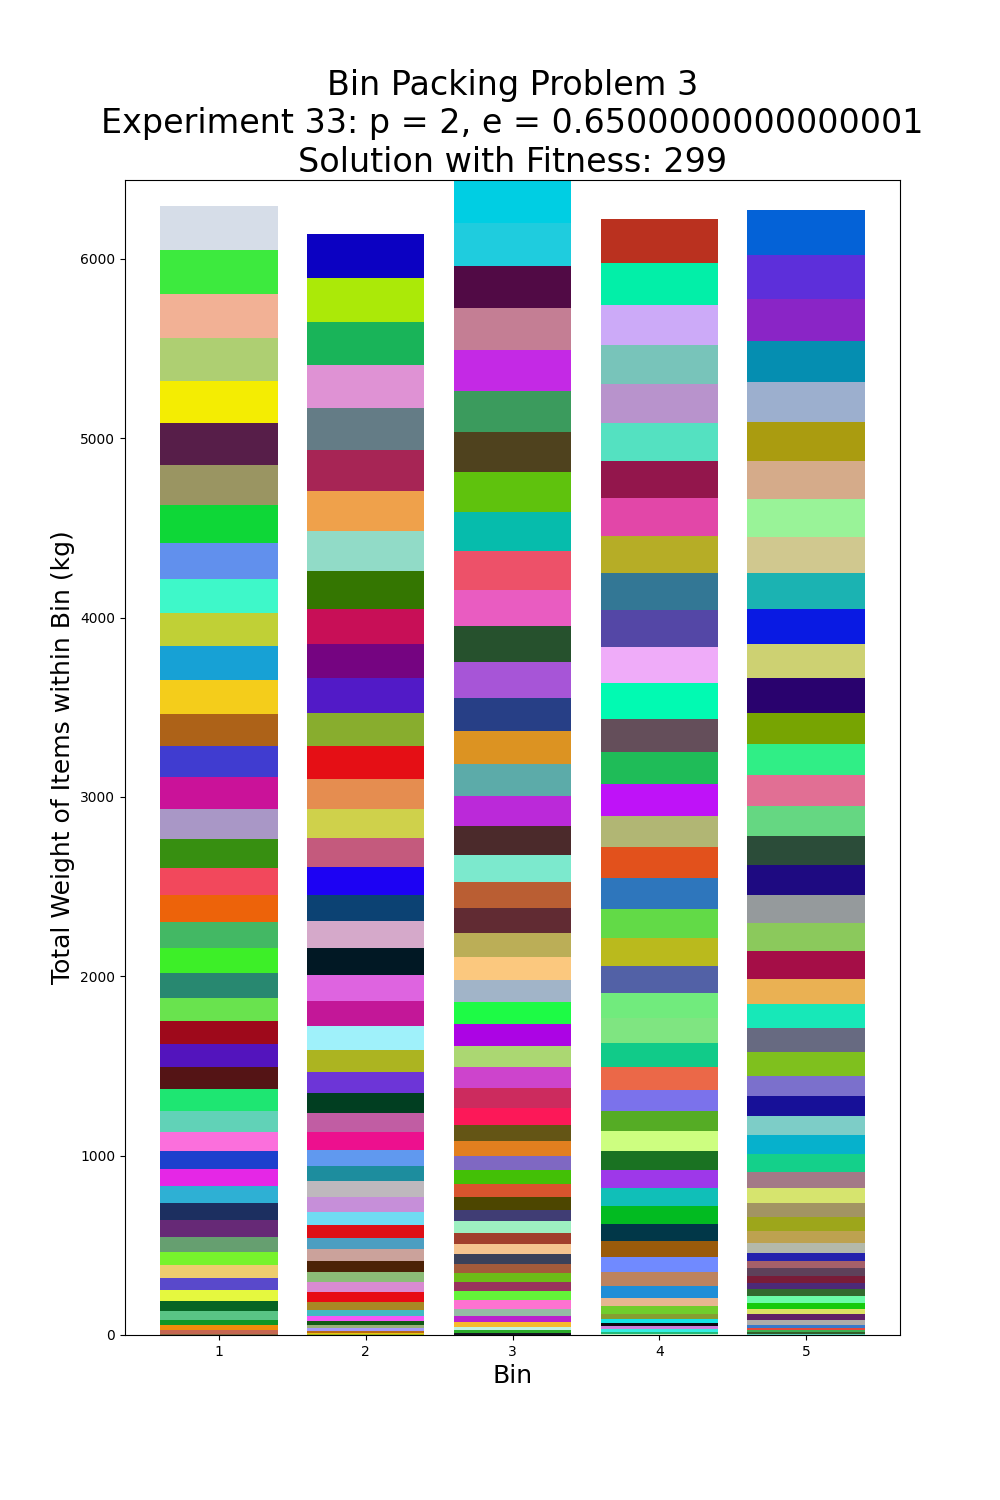 Bin Packing Problem 3
Experiment 33: p = 2, e = 0.6500000000000001
Solution with Fitness: 299
Total Weight of Items within Bin (kg)
6000
5000
4000
3000
2000
1000
0
1 2 3 4 5
Bin